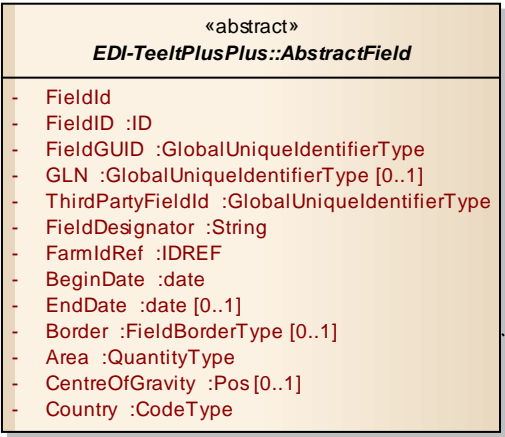 «abstract»
EDI-TeeltPlusPlus::AbstractField
- FieldId
- FieldID :ID
- FieldGUID :GlobalUniqueIdentifierType
- GLN :GlobalUniqueIdentifierType [0..1]
- ThirdPartyFieldId :GlobalUniqueIdentifierType
- FieldDesignator :String
- FarmIdRef :IDREF
- BeginDate :date
- EndDate :date [0..1]
- Border :FieldBorderType [0..1]
- Area :QuantityType
- CentreOfGravity :Pos [0..1]
- Country :CodeType